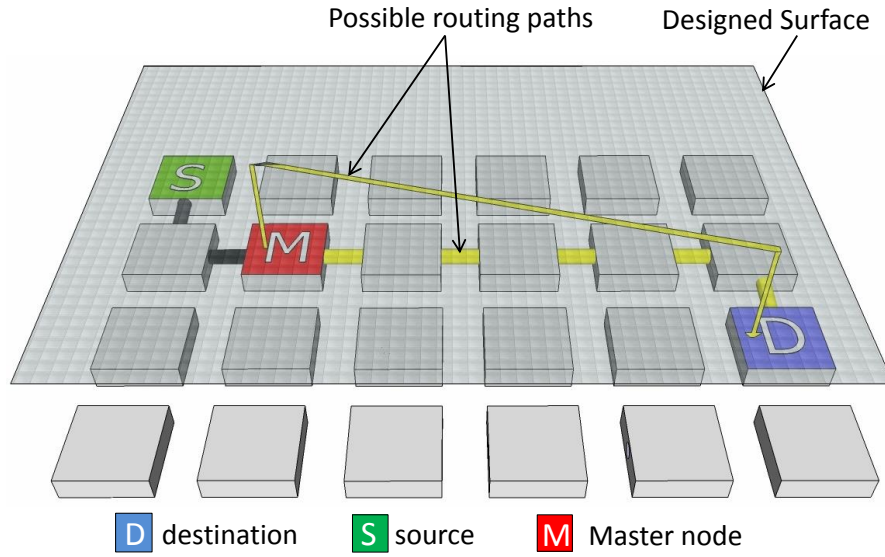 Possible routing paths
Designed Surface
S
M
D
D destination
S source
M Master node